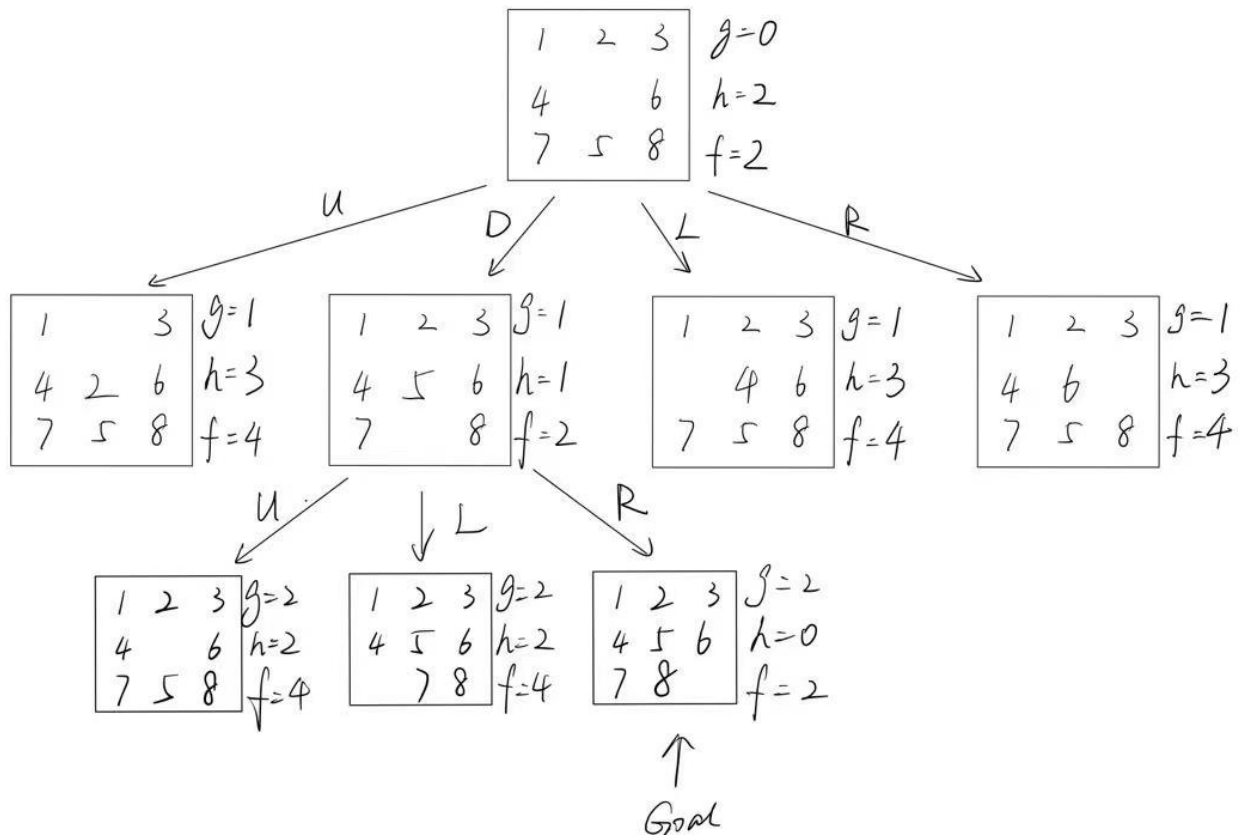 1 2 3 g=0
4 6 h=2
7 5 8 f=2
U D L R
1 3 g=1
4 2 6 h=3
7 5 8 f=4
1 2 3 g=1
4 5 6 h=1
7 8 f=2
1 2 3 g=1
4 6 h=3
7 5 8 f=4
1 2 3 g=1
4 6 h=3
7 5 8 f=4
U L R
1 2 3 g=2
4 6 h=2
7 5 8 f=4
1 2 3 g=2
4 5 6 h=2
7 8 f=4
1 2 3 g=2
4 5 6 h=0
7 8 f=2
Goal